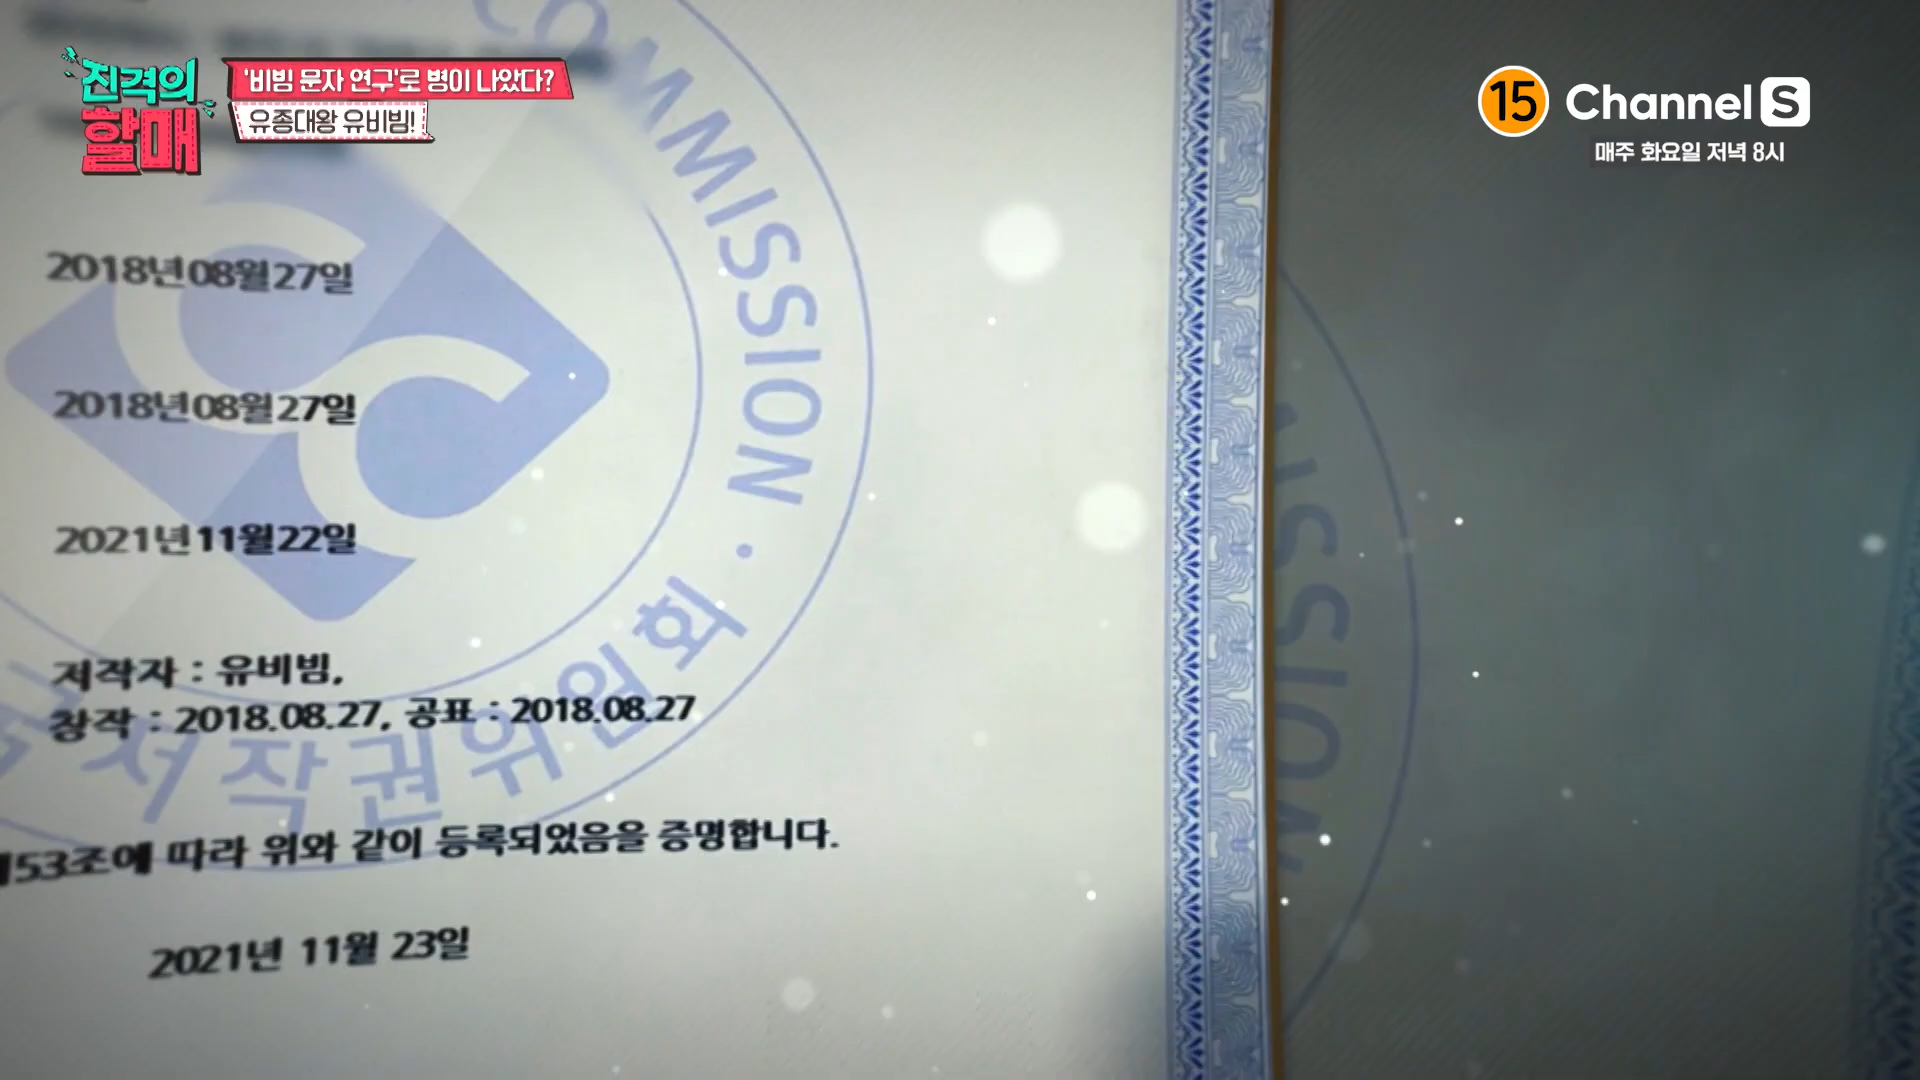 진격의
할매
'비빔 문자 연구'로 병이 나았다?
유종대왕 유비빔!
15
Channel S
매주 화요일 저녁 8시
COMMISSION
2018년08월27일
2018년08월27일
2021년11월22일
저작자 : 유비빔,
창작 : 2018.08.27, 공표 : 2018.08.27
저작권위원회
53조에 따라 위와 같이 등록되었음을 증명합니다.
2021년 11월 23일
MISSION